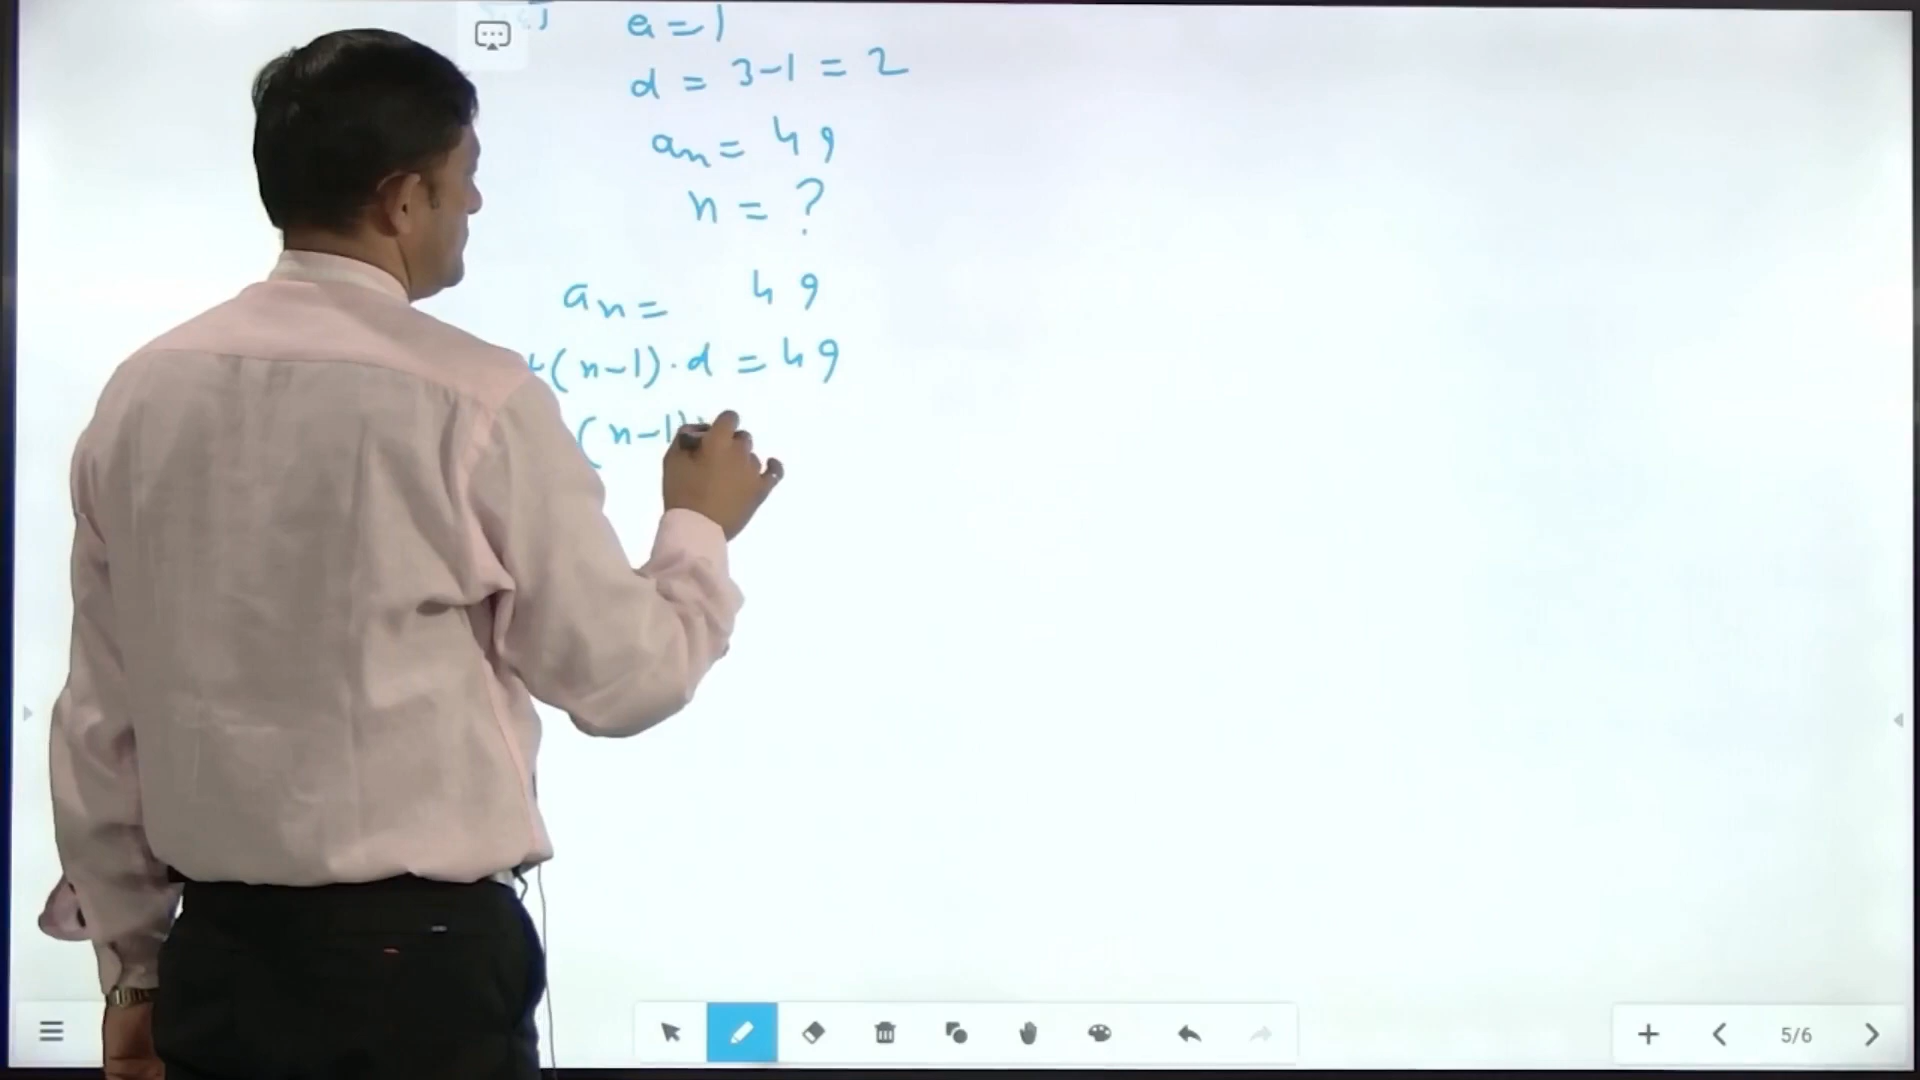 a = 1
d = 3-1 = 2
an = 49
n = ?
an = 49
+(n-1)·d = 49
(n-1)
5/6